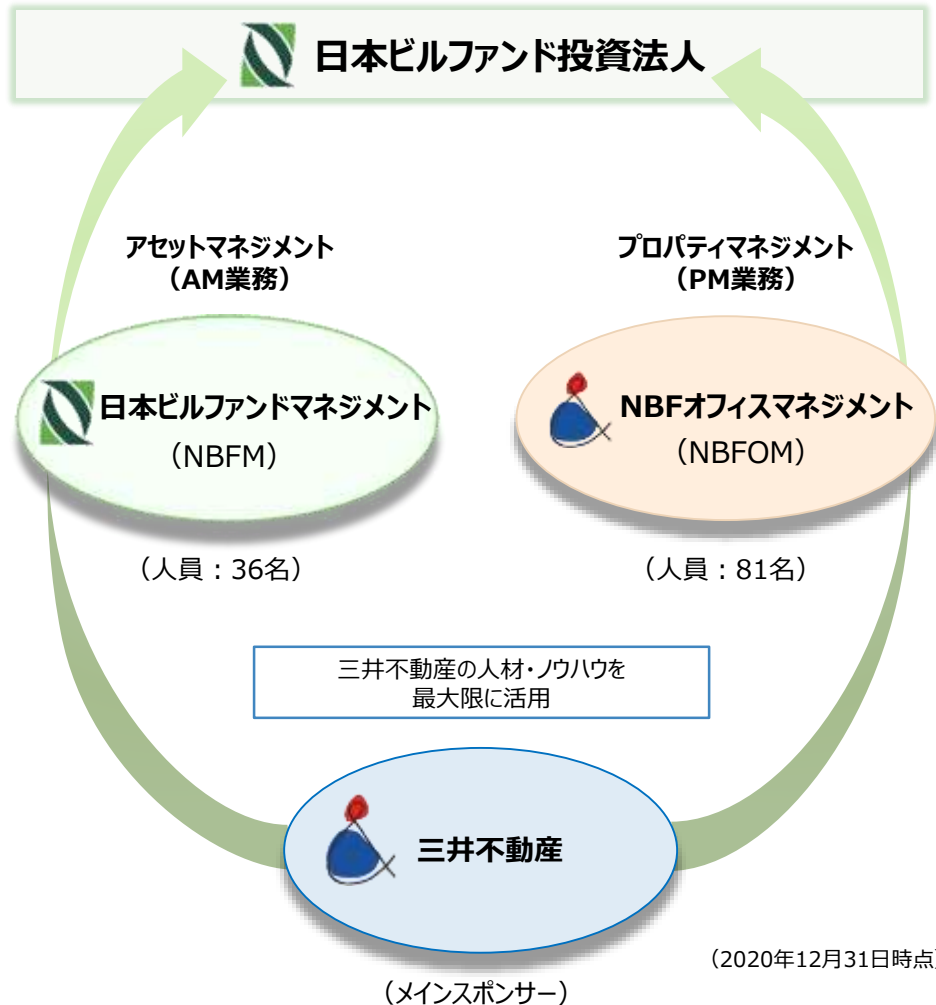 日本ビルファンド投資法人
アセットマネジメント
（AM業務）
プロパティマネジメント
（PM業務）
日本ビルファンドマネジメント
（NBFM）
NBFオフィスマネジメント
（NBFOM）
（人員：36名）
（人員：81名）
三井不動産の人材・ノウハウを
最大限に活用
三井不動産
（2020年12月31日時点）
（メインスポンサー）